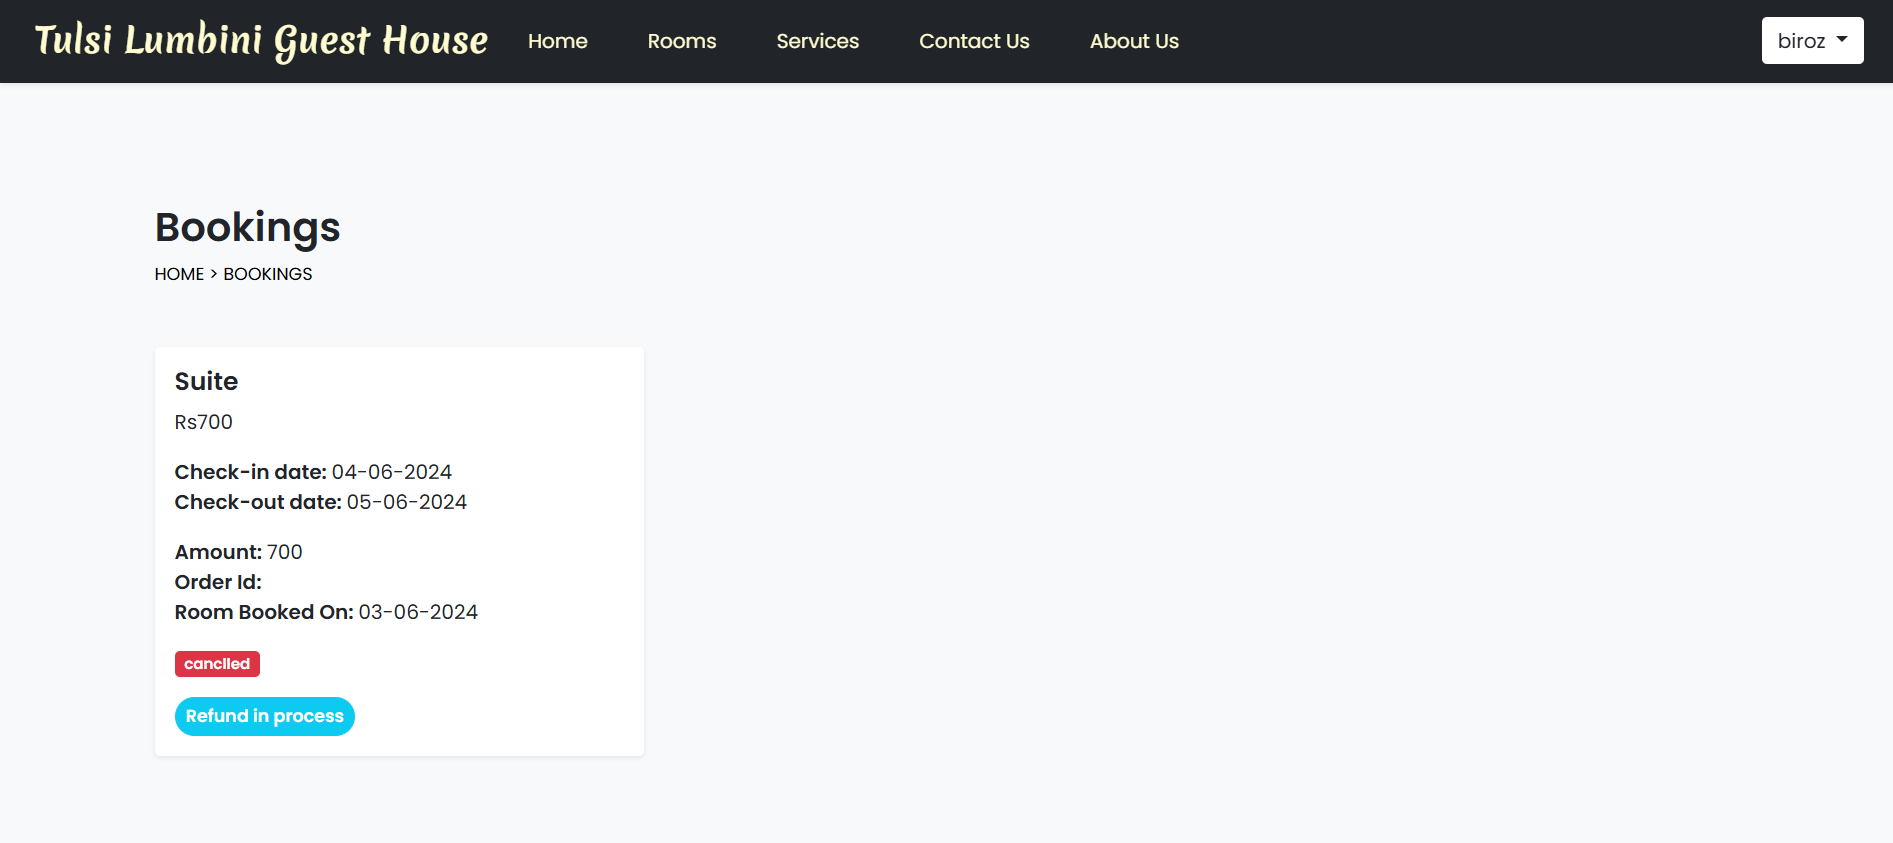 Tulsi Lumbini Guest House Home Rooms Services Contact Us About Us biroz
Bookings
HOME > BOOKINGS
Suite
Rs700
Check-in date: 04-06-2024
Check-out date: 05-06-2024
Amount: 700
Order Id:
Room Booked On: 03-06-2024
canclled
Refund in process